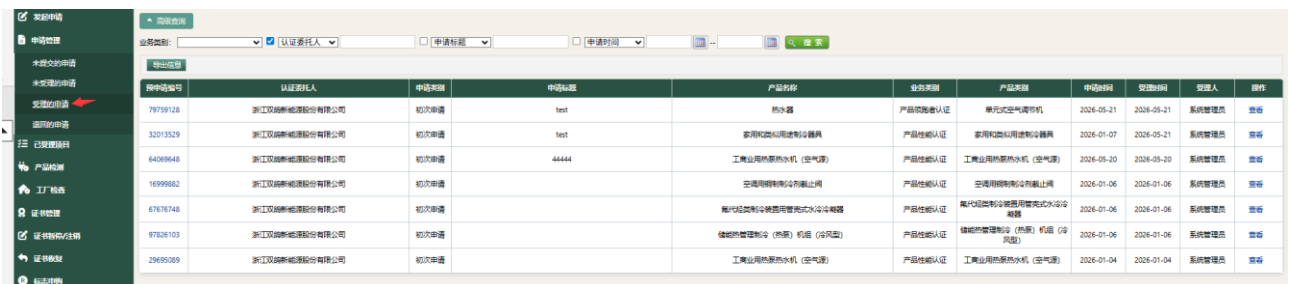 发起申请
申请管理
未提交的申请
未受理的申请
受理的申请
退回的申请
已受理项目
产品检测
工厂检查
证书管理
证书暂停/注销
证书恢复
标志申购
高级查询
业务类别: 认证委托人 申请标题 申请时间 -- 搜 索
导出信息
预申请编号 认证委托人 申请类别 申请标题 产品名称 业务类别 产品类别 申请时间 受理时间 受理人 操作
79759128 浙江双鸽新能源股份有限公司 初次申请 test 热水器 产品领跑者认证 单元式空气调节机 2026-05-21 2026-05-21 系统管理员 查看
32013529 浙江双鸽新能源股份有限公司 初次申请 test 家用和类似用途制冷器具 产品性能认证 家用和类似用途制冷器具 2026-01-07 2026-05-21 系统管理员 查看
64069648 浙江双鸽新能源股份有限公司 初次申请 44444 工商业用热泵热水机（空气源） 产品性能认证 工商业用热泵热水机（空气源） 2026-05-20 2026-05-20 系统管理员 查看
16999882 浙江双鸽新能源股份有限公司 初次申请 空调用铜制制冷剂截止阀 产品性能认证 空调用铜制制冷剂截止阀 2026-01-06 2026-01-06 系统管理员 查看
67676748 浙江双鸽新能源股份有限公司 初次申请 氟代烃类制冷装置用管壳式水冷冷凝器 产品性能认证 氟代烃类制冷装置用管壳式水冷冷凝器 2026-01-06 2026-01-06 系统管理员 查看
97826103 浙江双鸽新能源股份有限公司 初次申请 储能热管理制冷（热泵）机组（冷风型） 产品性能认证 储能热管理制冷（热泵）机组（冷风型） 2026-01-06 2026-01-06 系统管理员 查看
29695089 浙江双鸽新能源股份有限公司 初次申请 工商业用热泵热水机（空气源） 产品性能认证 工商业用热泵热水机（空气源） 2026-01-04 2026-01-04 系统管理员 查看